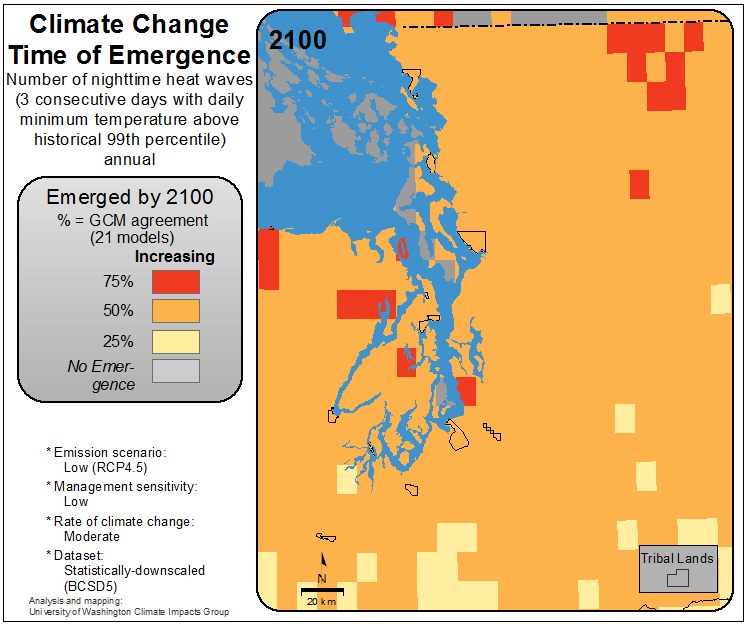 Climate Change
Time of Emergence
Number of nighttime heat waves
(3 consecutive days with daily
minimum temperature above
historical 99th percentile)
annual
Emerged by 2100
% = GCM agreement
(21 models)
Increasing
75%
50%
25%
No Emer-
gence
* Emission scenario:
Low (RCP4.5)
* Management sensitivity:
Low
* Rate of climate change:
Moderate
* Dataset:
Statistically-downscaled
(BCSD5)
Analysis and mapping:
University of Washington Climate Impacts Group
2100
N
20 km
Tribal Lands